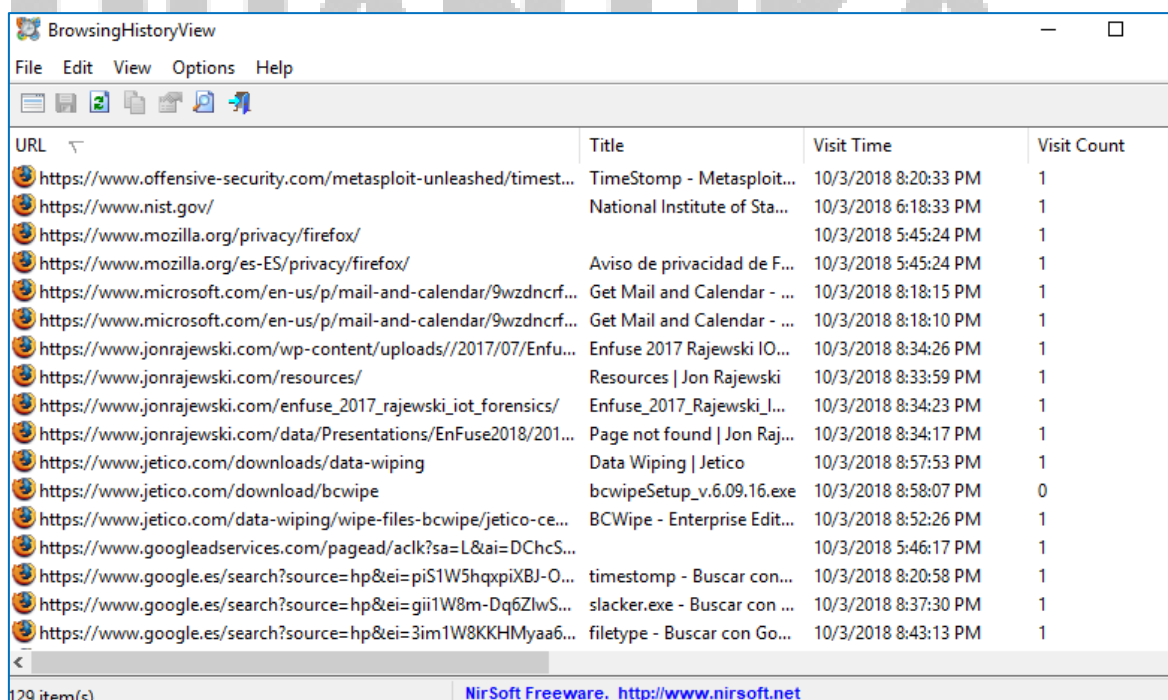 BrowsingHistoryView
File Edit View Options Help
URL Title Visit Time Visit Count
https://www.offensive-security.com/metasploit-unleashed/timest... TimeStomp - Metasploit... 10/3/2018 8:20:33 PM 1
https://www.nist.gov/ National Institute of Sta... 10/3/2018 6:18:33 PM 1
https://www.mozilla.org/privacy/firefox/ 10/3/2018 5:45:24 PM 1
https://www.mozilla.org/es-ES/privacy/firefox/ Aviso de privacidad de F... 10/3/2018 5:45:24 PM 1
https://www.microsoft.com/en-us/p/mail-and-calendar/9wzdncrf... Get Mail and Calendar - ... 10/3/2018 8:18:15 PM 1
https://www.microsoft.com/en-us/p/mail-and-calendar/9wzdncrf... Get Mail and Calendar - ... 10/3/2018 8:18:10 PM 1
https://www.jonrajewski.com/wp-content/uploads//2017/07/Enfu... Enfuse 2017 Rajewski IO... 10/3/2018 8:34:26 PM 1
https://www.jonrajewski.com/resources/ Resources | Jon Rajewski 10/3/2018 8:33:59 PM 1
https://www.jonrajewski.com/enfuse_2017_rajewski_iot_forensics/ Enfuse_2017_Rajewski_I... 10/3/2018 8:34:23 PM 1
https://www.jonrajewski.com/data/Presentations/EnFuse2018/201... Page not found | Jon Raj... 10/3/2018 8:34:17 PM 1
https://www.jetico.com/downloads/data-wiping Data Wiping | Jetico 10/3/2018 8:57:53 PM 1
https://www.jetico.com/download/bcwipe bcwipeSetup_v.6.09.16.exe 10/3/2018 8:58:07 PM 0
https://www.jetico.com/data-wiping/wipe-files-bcwipe/jetico-ce... BCWipe - Enterprise Edit... 10/3/2018 8:52:26 PM 1
https://www.googleadservices.com/pagead/aclk?sa=L&ai=DChcS... 10/3/2018 5:46:17 PM 1
https://www.google.es/search?source=hp&ei=piS1W5hqxpiXBJ-O... timestomp - Buscar con... 10/3/2018 8:20:58 PM 1
https://www.google.es/search?source=hp&ei=gii1W8m-Dq6ZlwS... slacker.exe - Buscar con ... 10/3/2018 8:37:30 PM 1
https://www.google.es/search?source=hp&ei=3im1W8KKHMyaa6... filetype - Buscar con Go... 10/3/2018 8:43:13 PM 1
129 item(s) NirSoft Freeware. http://www.nirsoft.net